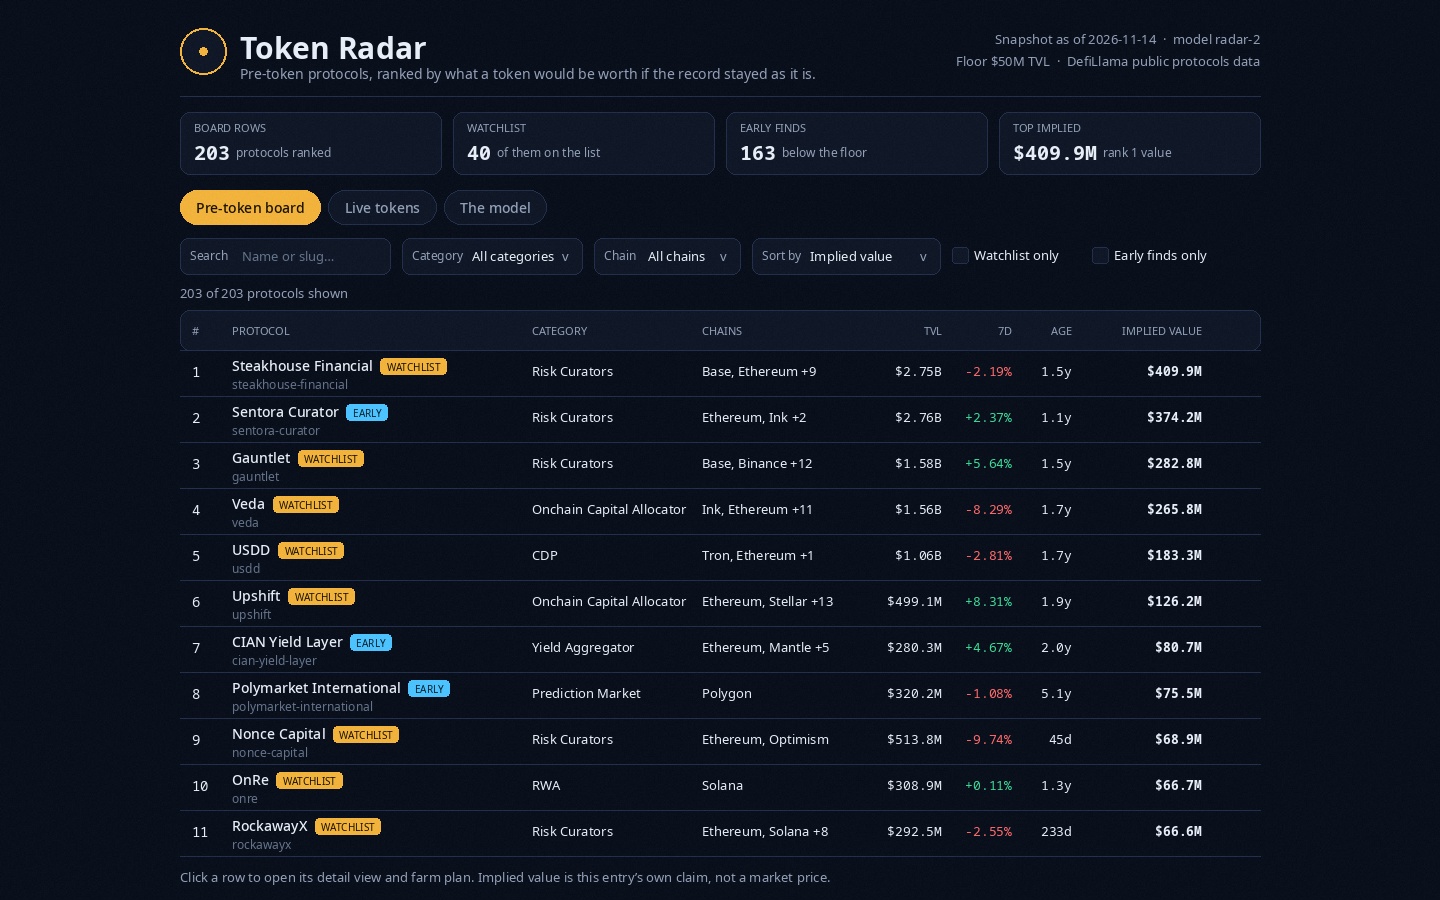 Token Radar
Pre-token protocols, ranked by what a token would be worth if the record stayed as it is.
Snapshot as of 2026-11-14 · model radar-2
Floor $50M TVL · DefiLlama public protocols data
BOARD ROWS
203 protocols ranked
WATCHLIST
40 of them on the list
EARLY FINDS
163 below the floor
TOP IMPLIED
$409.9M rank 1 value
Pre-token board Live tokens The model
Search Name or slug... Category All categories v Chain All chains v Sort by Implied value v Watchlist only Early finds only
203 of 203 protocols shown
# PROTOCOL CATEGORY CHAINS TVL 7D AGE IMPLIED VALUE
1 Steakhouse Financial WATCHLIST Risk Curators Base, Ethereum +9 $2.75B -2.19% 1.5y $409.9M
steakhouse-financial
2 Sentora Curator EARLY Risk Curators Ethereum, Ink +2 $2.76B +2.37% 1.1y $374.2M
sentora-curator
3 Gauntlet WATCHLIST Risk Curators Base, Binance +12 $1.58B +5.64% 1.5y $282.8M
gauntlet
4 Veda WATCHLIST Onchain Capital Allocator Ink, Ethereum +11 $1.56B -8.29% 1.7y $265.8M
veda
5 USDD WATCHLIST CDP Tron, Ethereum +1 $1.06B -2.81% 1.7y $183.3M
usdd
6 Upshift WATCHLIST Onchain Capital Allocator Ethereum, Stellar +13 $499.1M +8.31% 1.9y $126.2M
upshift
7 CIAN Yield Layer EARLY Yield Aggregator Ethereum, Mantle +5 $280.3M +4.67% 2.0y $80.7M
cian-yield-layer
8 Polymarket International EARLY Prediction Market Polygon $320.2M -1.08% 5.1y $75.5M
polymarket-international
9 Nonce Capital WATCHLIST Risk Curators Ethereum, Optimism $513.8M -9.74% 45d $68.9M
nonce-capital
10 OnRe WATCHLIST RWA Solana $308.9M +0.11% 1.3y $66.7M
onre
11 RockawayX WATCHLIST Risk Curators Ethereum, Solana +8 $292.5M -2.55% 233d $66.6M
rockawayx
Click a row to open its detail view and farm plan. Implied value is this entry's own claim, not a market price.